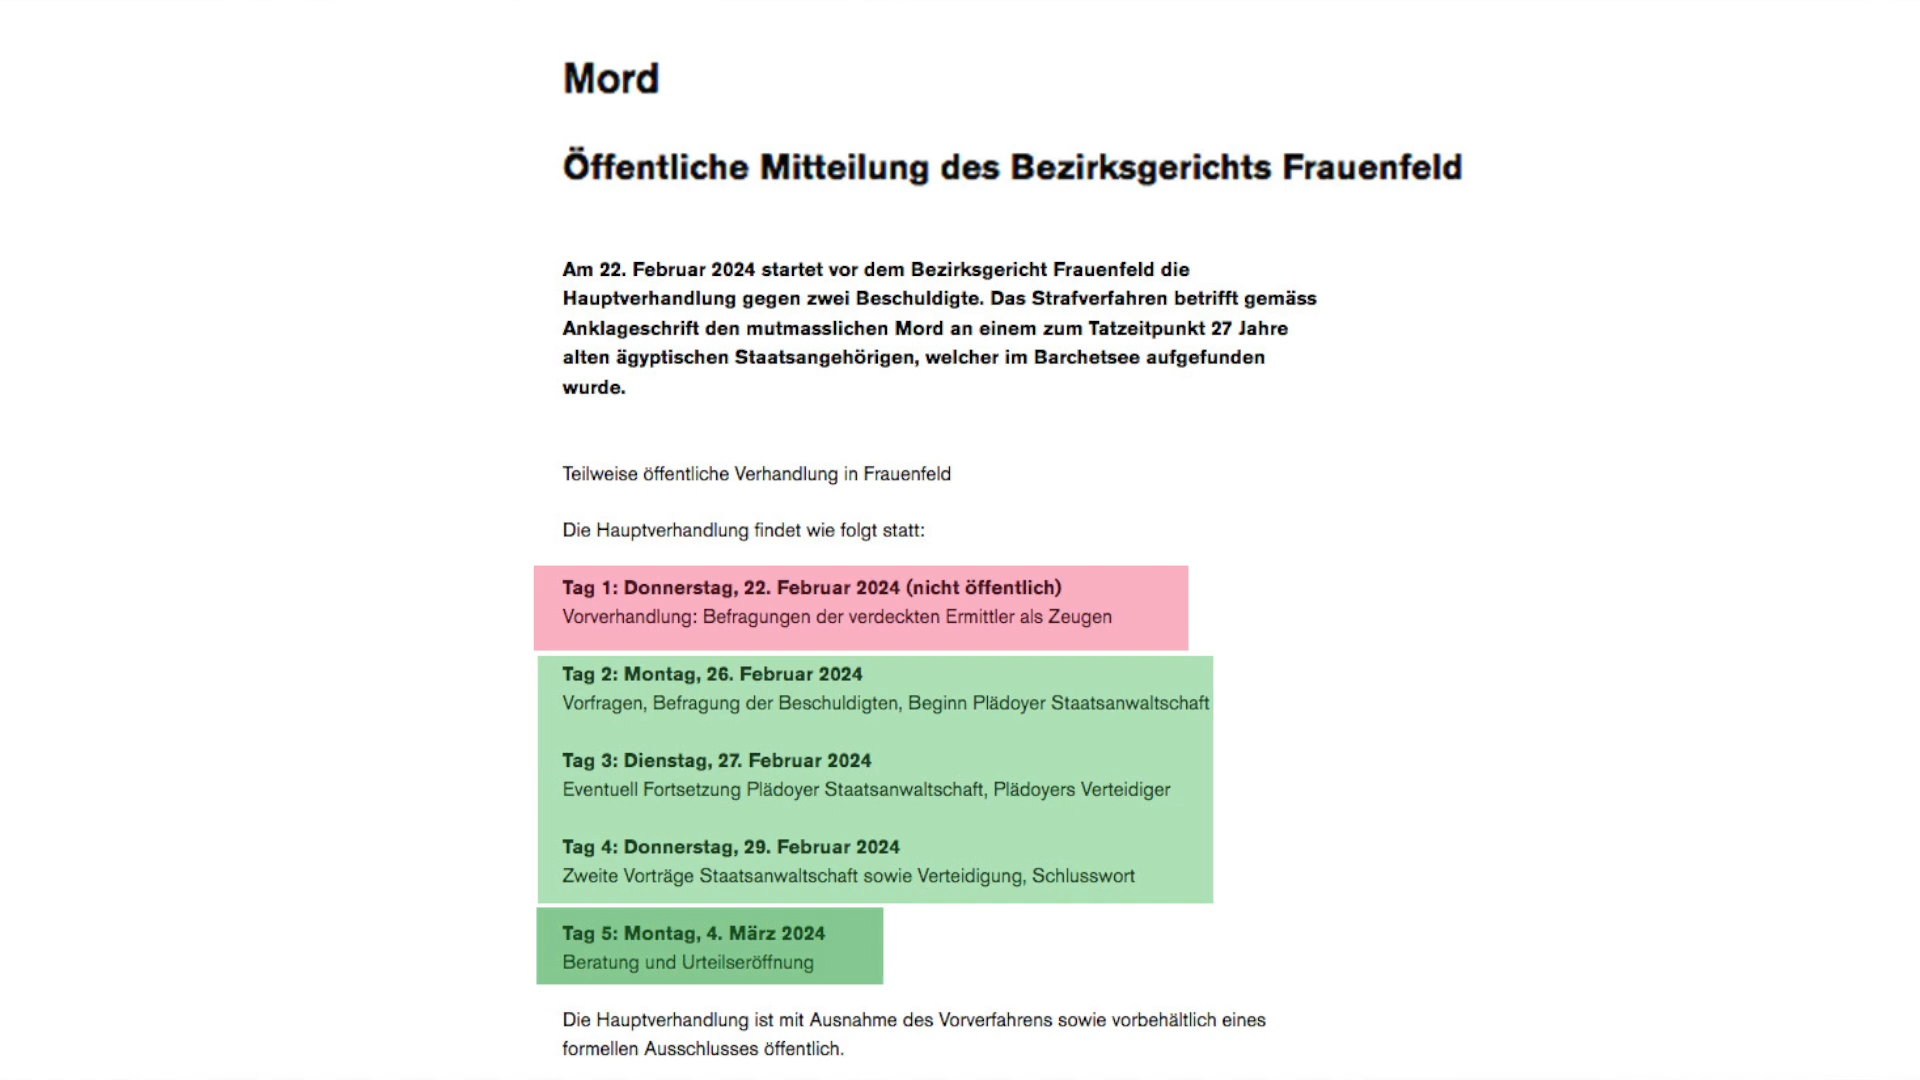 Mord
Öffentliche Mitteilung des Bezirksgerichts Frauenfeld
Am 22. Februar 2024 startet vor dem Bezirksgericht Frauenfeld die
Hauptverhandlung gegen zwei Beschuldigte. Das Strafverfahren betrifft gemäss
Anklageschrift den mutmasslichen Mord an einem zum Tatzeitpunkt 27 Jahre
alten ägyptischen Staatsangehörigen, welcher im Barchetsee aufgefunden
wurde.
Teilweise öffentliche Verhandlung in Frauenfeld
Die Hauptverhandlung findet wie folgt statt:
Tag 1: Donnerstag, 22. Februar 2024 (nicht öffentlich)
Vorverhandlung: Befragungen der verdeckten Ermittler als Zeugen
Tag 2: Montag, 26. Februar 2024
Vorfragen, Befragung der Beschuldigten, Beginn Plädoyer Staatsanwaltschaft
Tag 3: Dienstag, 27. Februar 2024
Eventuell Fortsetzung Plädoyer Staatsanwaltschaft, Plädoyers Verteidiger
Tag 4: Donnerstag, 29. Februar 2024
Zweite Vorträge Staatsanwaltschaft sowie Verteidigung, Schlusswort
Tag 5: Montag, 4. März 2024
Beratung und Urteilseröffnung
Die Hauptverhandlung ist mit Ausnahme des Vorverfahrens sowie vorbehältlich eines
formellen Ausschlusses öffentlich.